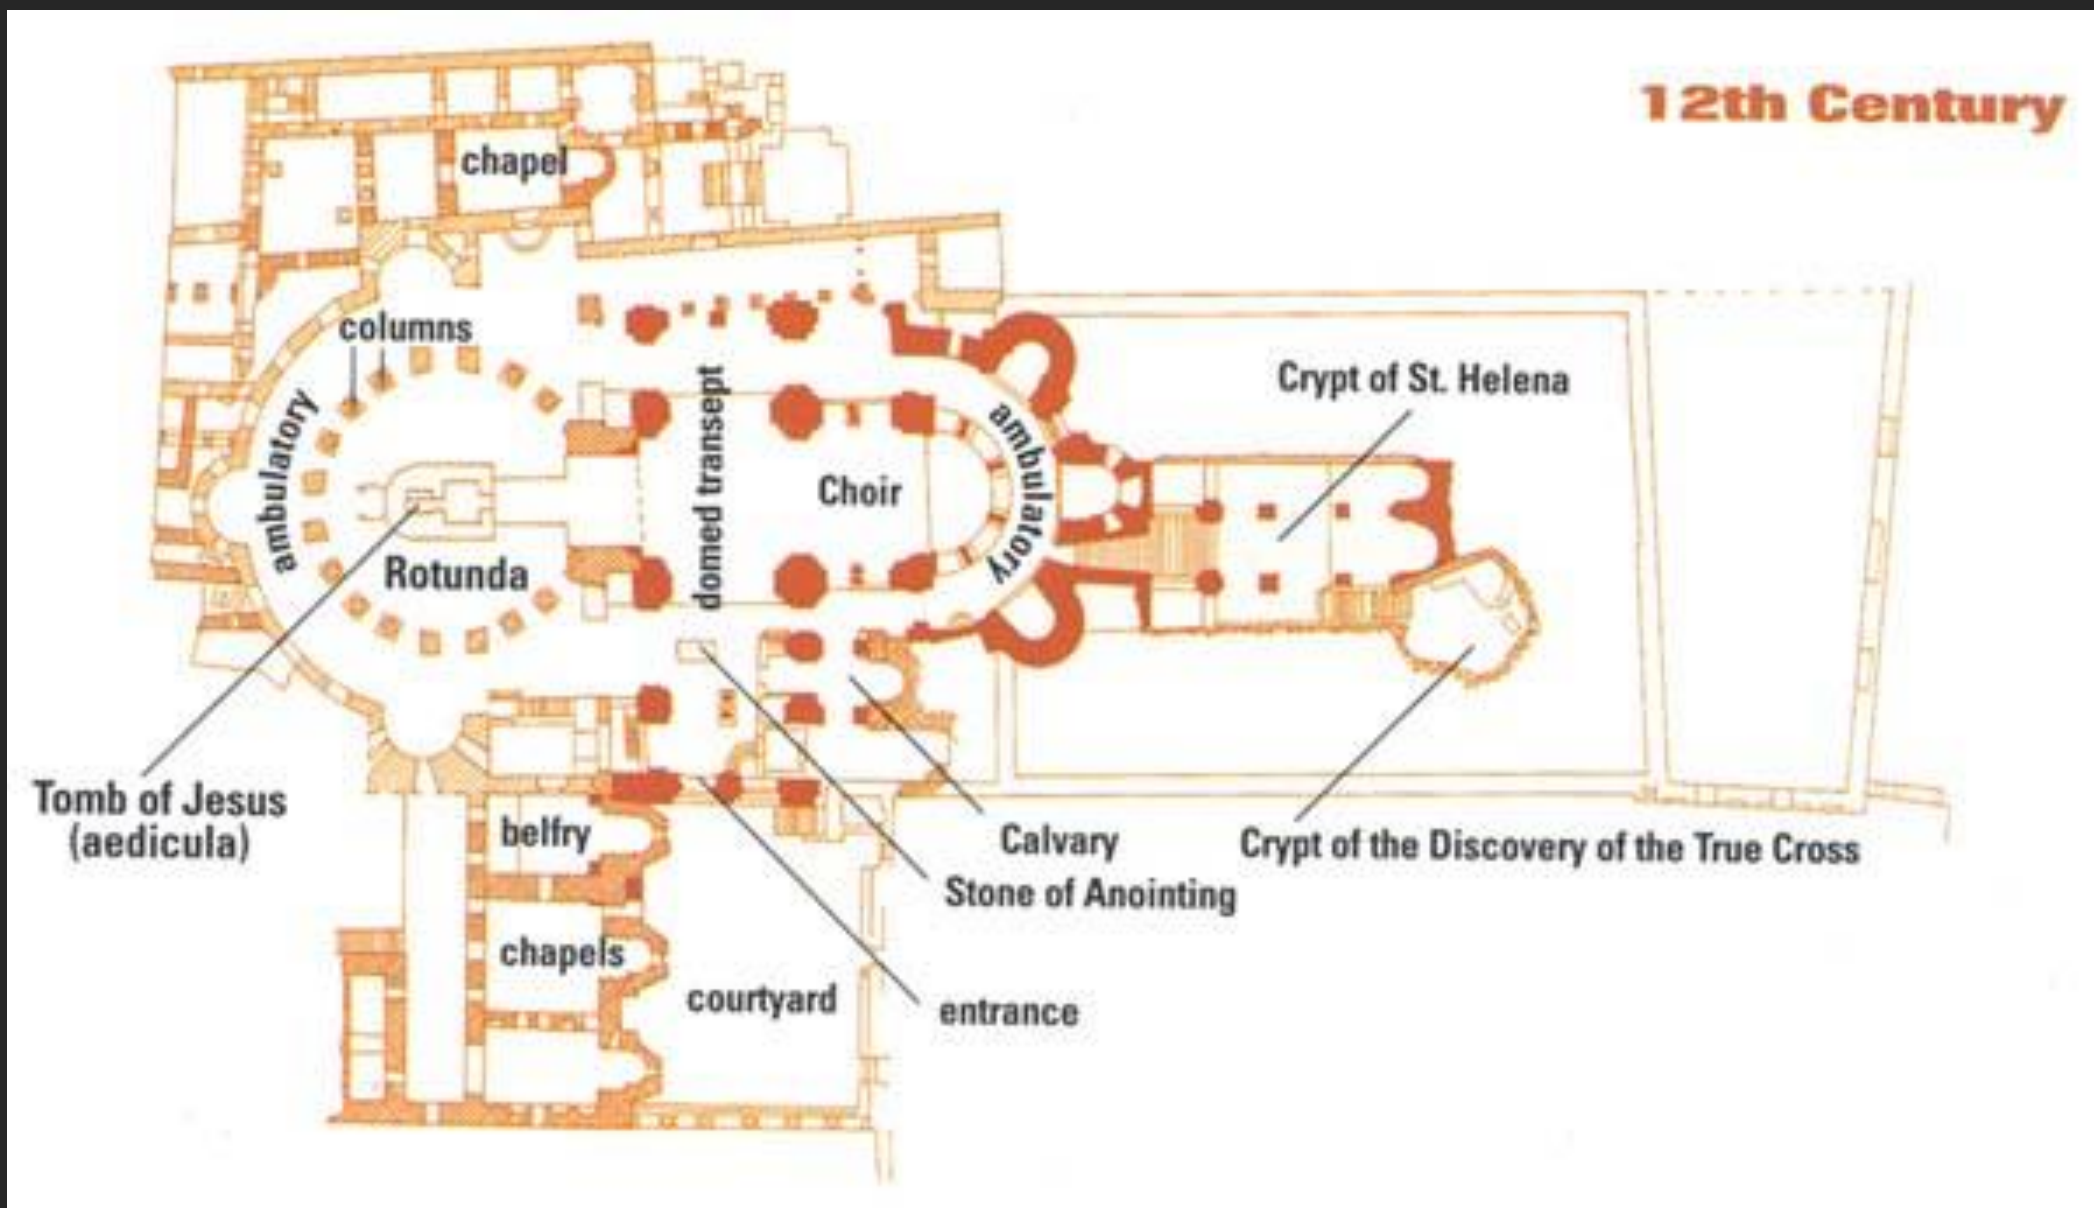 12th Century
chapel
columns
ambulatory
domed transept
Choir
ambulatory
Crypt of St. Helena
Rotunda
Tomb of Jesus
(aedicula)
belfry
Calvary
Crypt of the Discovery of the True Cross
Stone of Anointing
chapels
courtyard
entrance